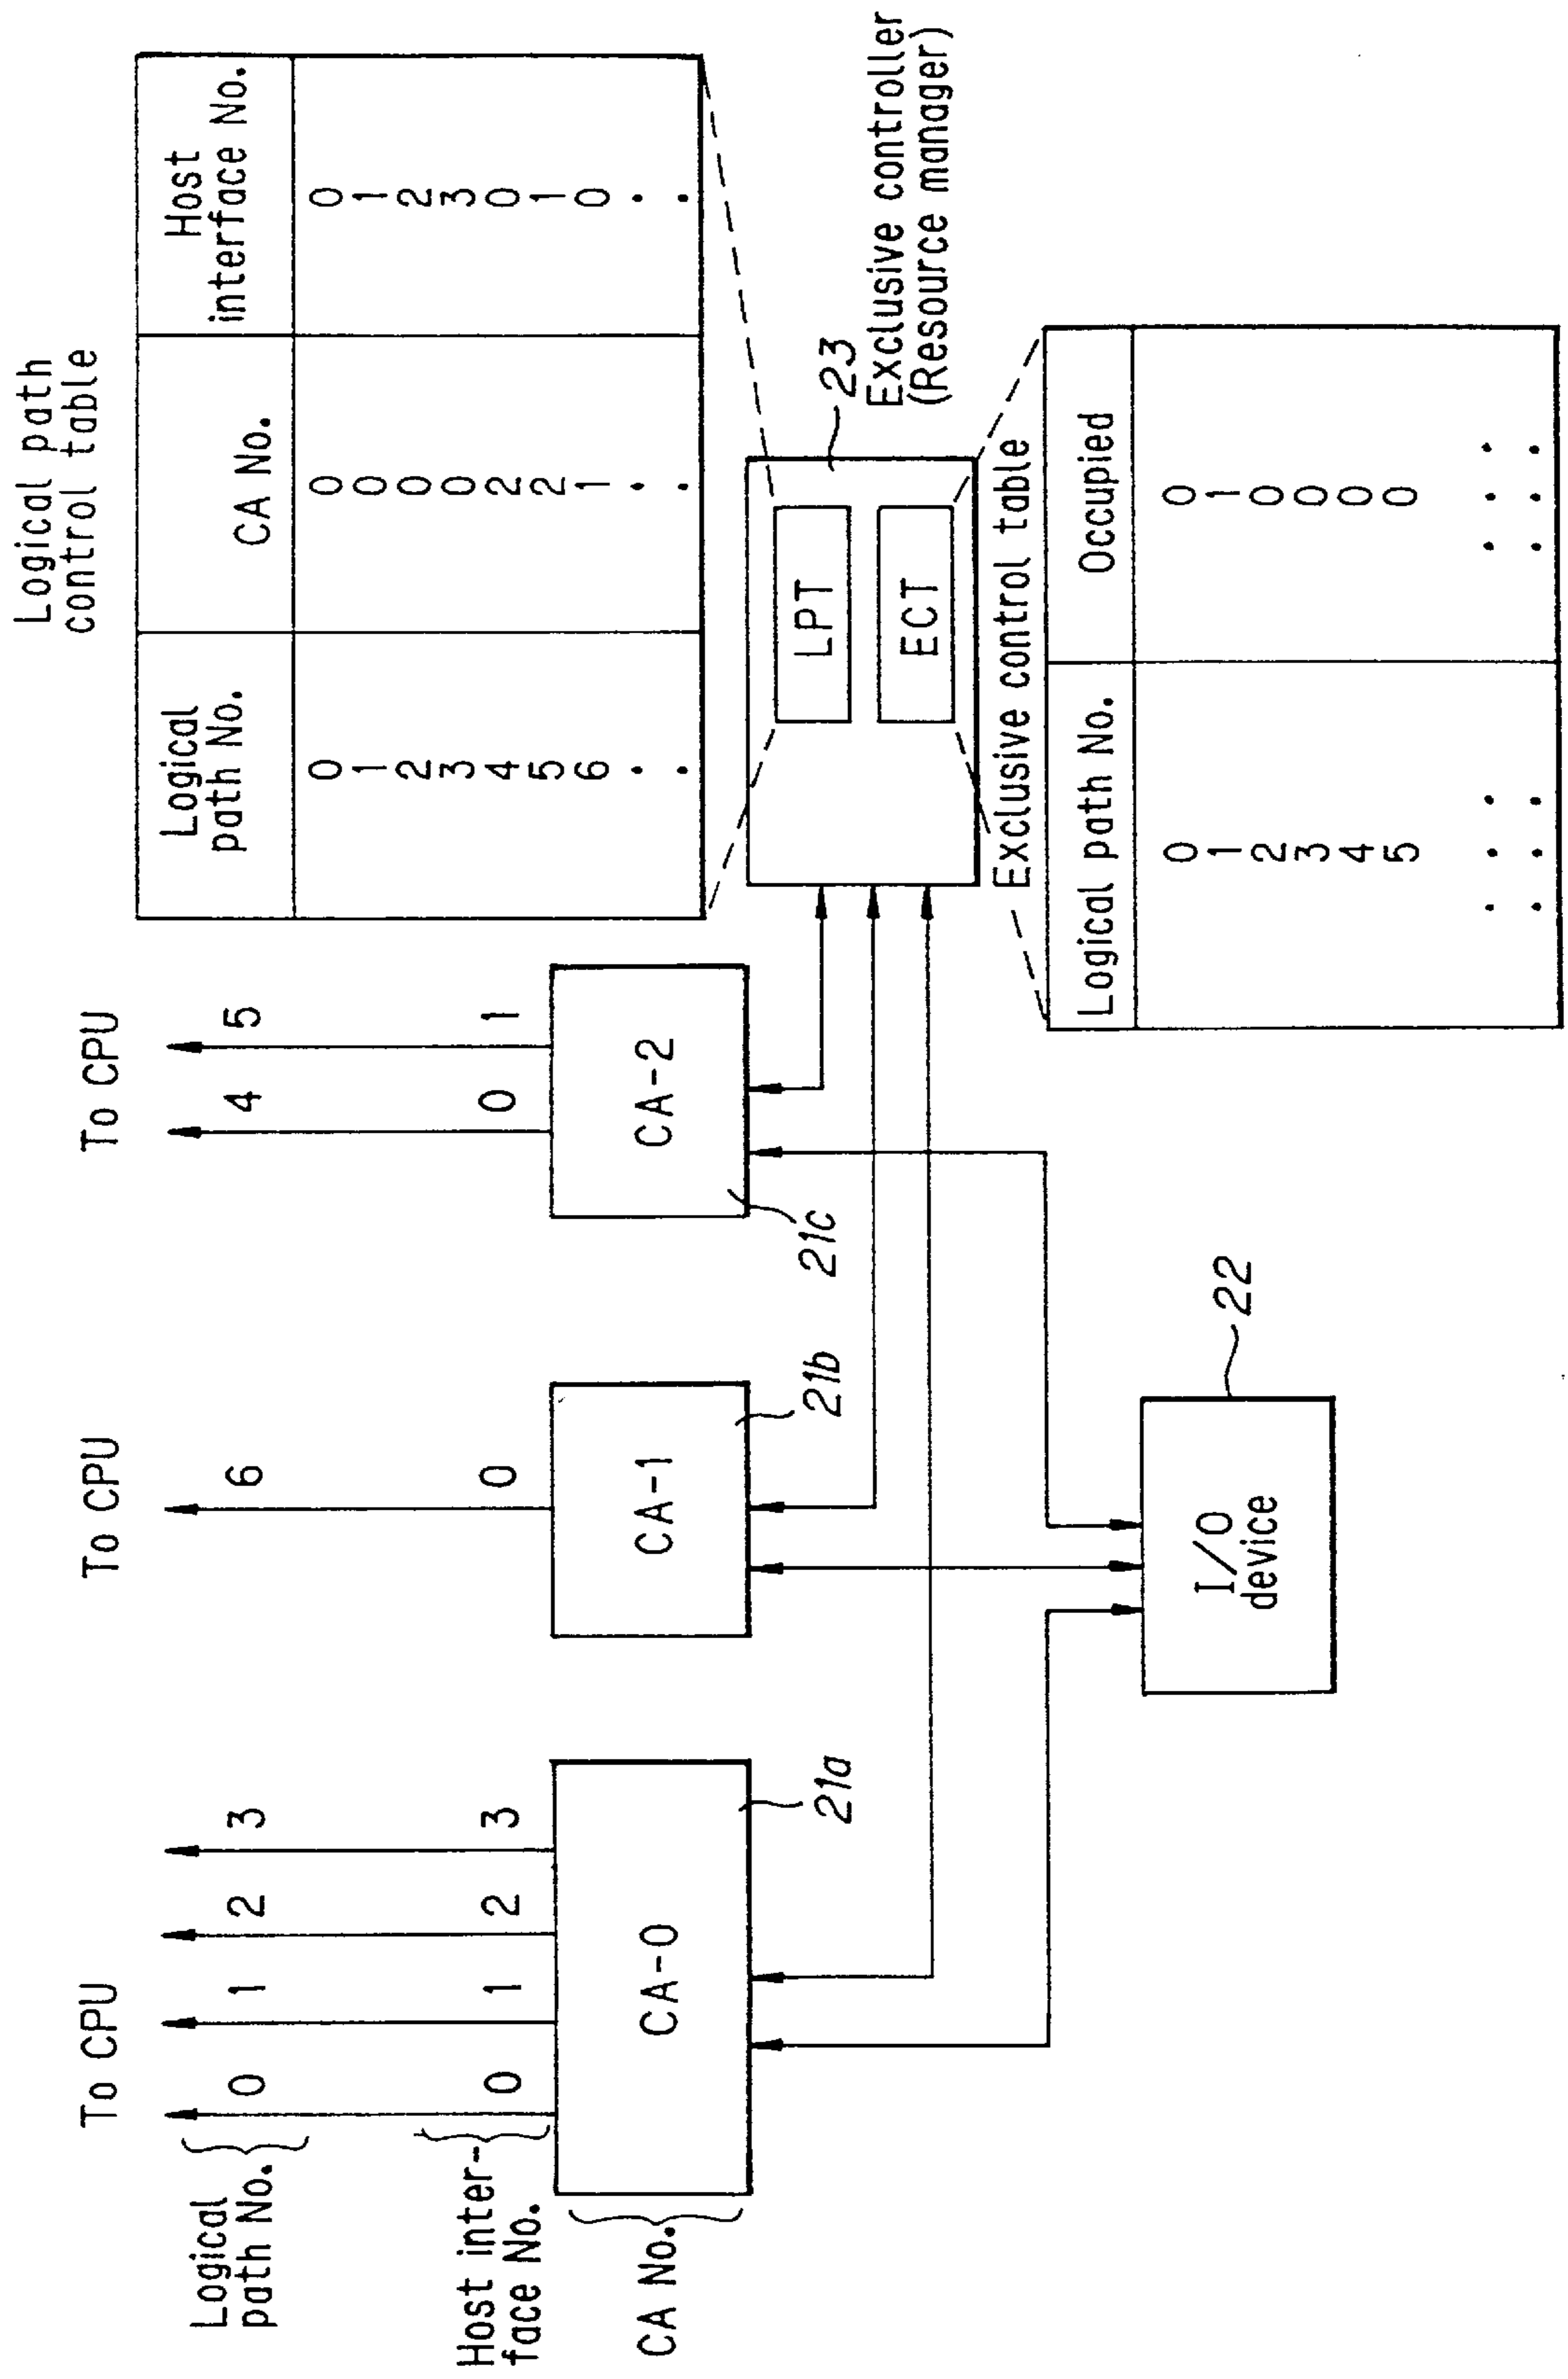 Logical path
control table
Logical
path No.
CA No.
Host
interface No.
0 0 0
1 0 1
2 0 2
3 0 3
4 2 0
5 2 1
6 1 0
. . .
. . .
To CPU
To CPU
To CPU
Logical
path No.
0 1 2 3
6
4 5
Host inter-
face No.
0 1 2 3
0
0 1
CA No.
CA-0
CA-1
CA-2
21a
21b
21c
LPT
ECT
23
Exclusive controller
(Resource manager)
I/O
device
22
Exclusive control table
Logical path No.
Occupied
0 0
1 1
2 0
3 0
4 0
5 0
. . . . . .
. . . . . .